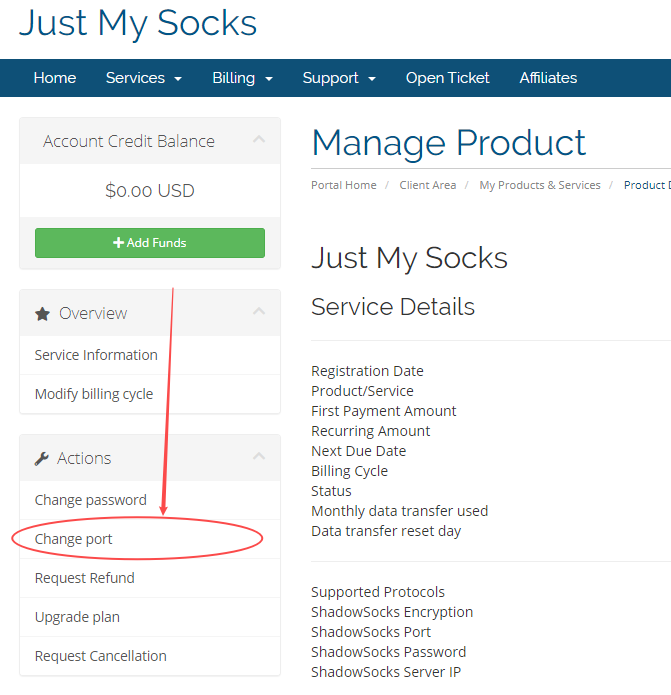 Just My Socks
Home Services Billing Support Open Ticket Affiliates
Account Credit Balance
$0.00 USD
Add Funds
Overview
Service Information
Modify billing cycle
Actions
Change password
Change port
Request Refund
Upgrade plan
Request Cancellation
Manage Product
Portal Home / Client Area / My Products & Services / Product D
Just My Socks
Service Details
Registration Date
Product/Service
First Payment Amount
Recurring Amount
Next Due Date
Billing Cycle
Status
Monthly data transfer used
Data transfer reset day
Supported Protocols
ShadowSocks Encryption
ShadowSocks Port
ShadowSocks Password
ShadowSocks Server IP